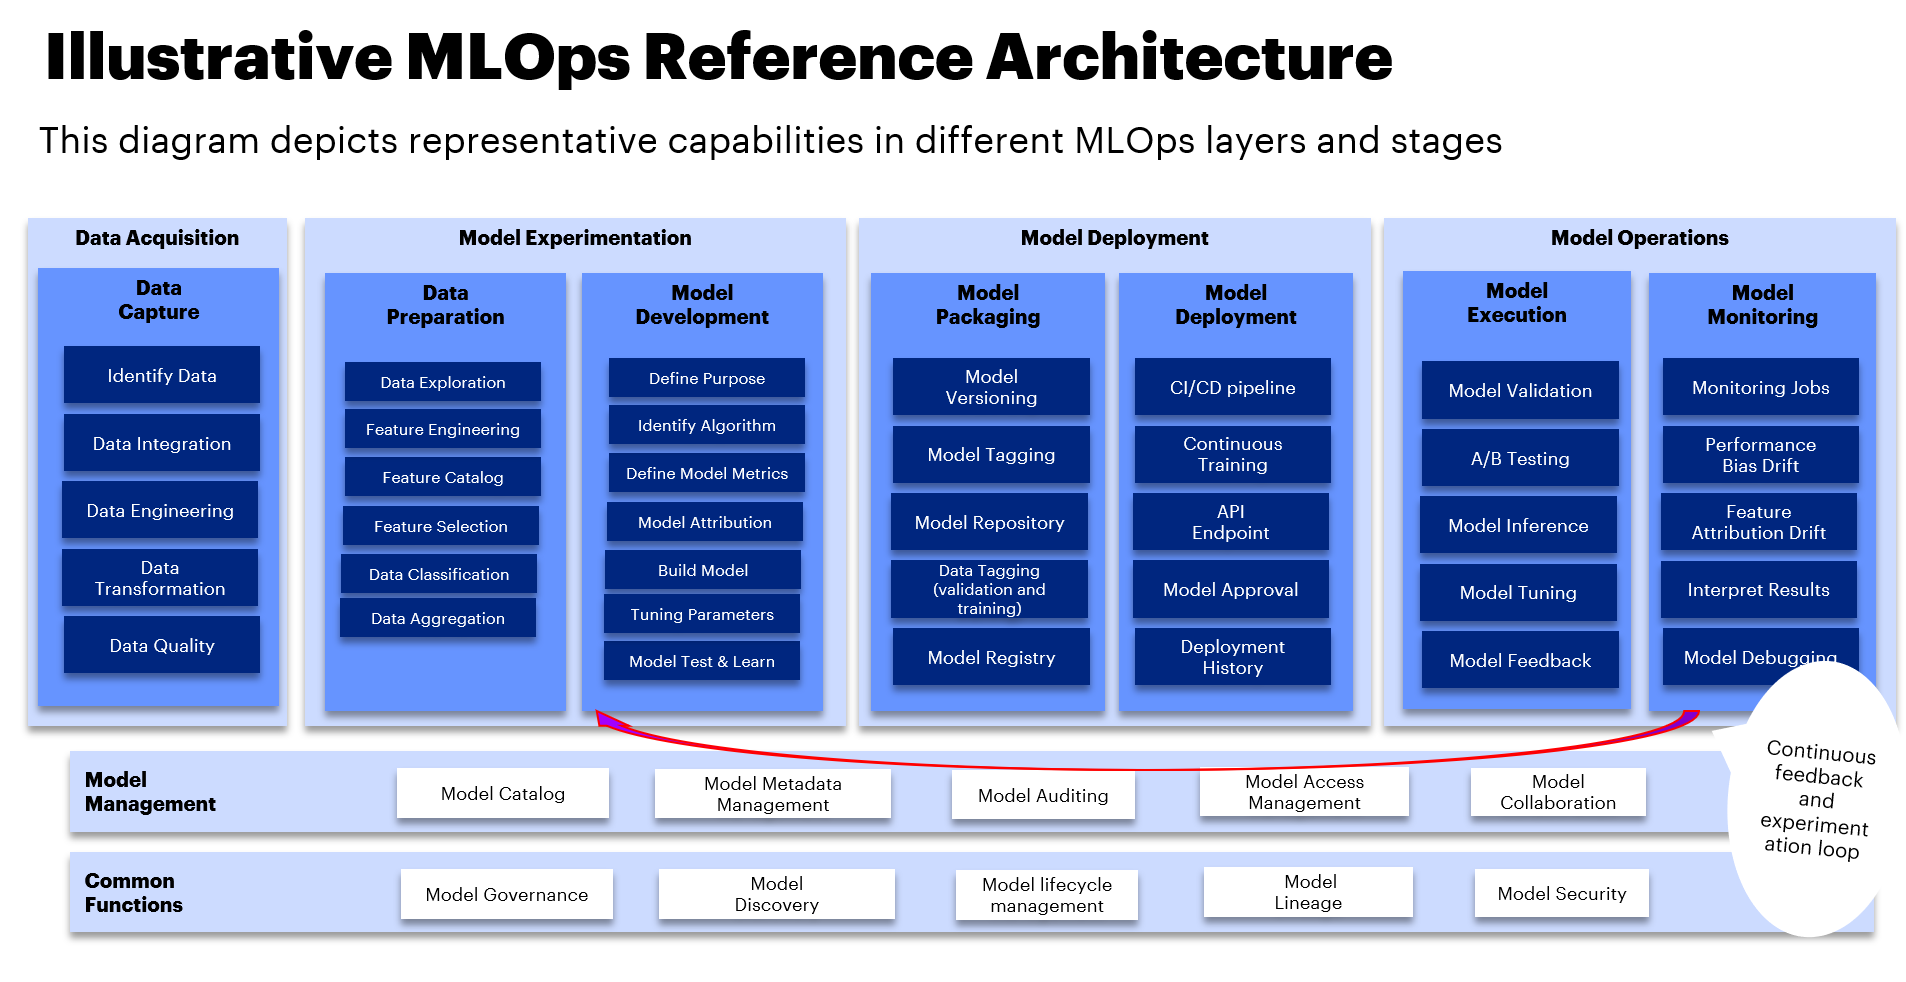 Illustrative MLOps Reference Architecture
This diagram depicts representative capabilities in different MLOps layers and stages
Data Acquisition
Data
Capture
Identify Data
Data Integration
Data Engineering
Data
Transformation
Data Quality
Model Experimentation
Data
Preparation
Data Exploration
Feature Engineering
Feature Catalog
Feature Selection
Data Classification
Data Aggregation
Model
Development
Define Purpose
Identify Algorithm
Define Model Metrics
Model Attribution
Build Model
Tuning Parameters
Model Test & Learn
Model Deployment
Model
Packaging
Model
Versioning
Model Tagging
Model Repository
Data Tagging
(validation and
training)
Model Registry
Model
Deployment
CI/CD pipeline
Continuous
Training
API
Endpoint
Model Approval
Deployment
History
Model Operations
Model
Execution
Model Validation
A/B Testing
Model Inference
Model Tuning
Model Feedback
Model
Monitoring
Monitoring Jobs
Performance
Bias Drift
Feature
Attribution Drift
Interpret Results
Model Debugging
Continuous
feedback
and
experiment
ation loop
Model
Management
Model Catalog
Model Metadata
Management
Model Auditing
Model Access
Management
Model
Collaboration
Common
Functions
Model Governance
Model
Discovery
Model lifecycle
management
Model
Lineage
Model Security